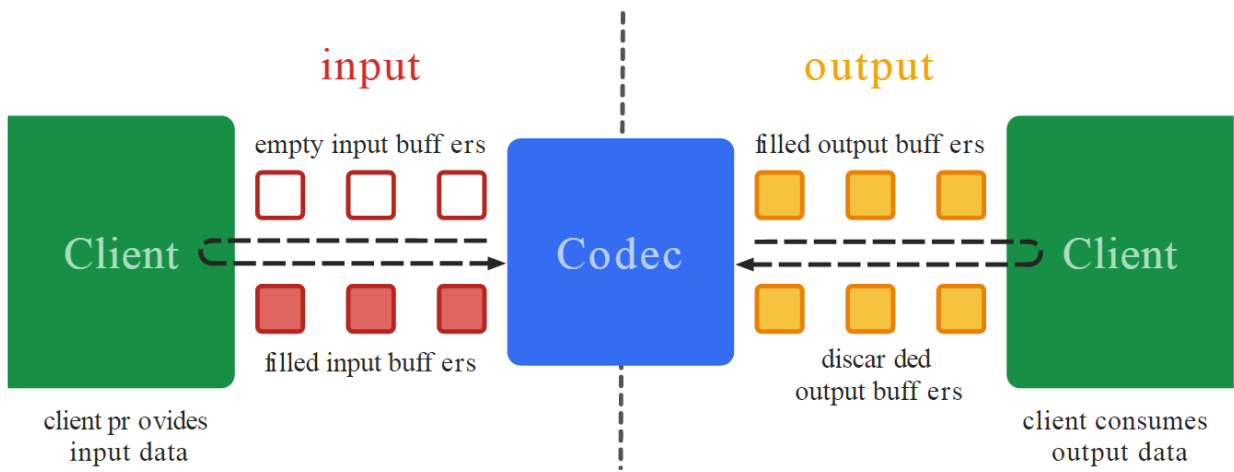 input
output
empty input buff ers
filled output buff ers
Client
Codec
Client
filled input buff ers
discar ded
output buff ers
client pr ovides
input data
client consumes
output data